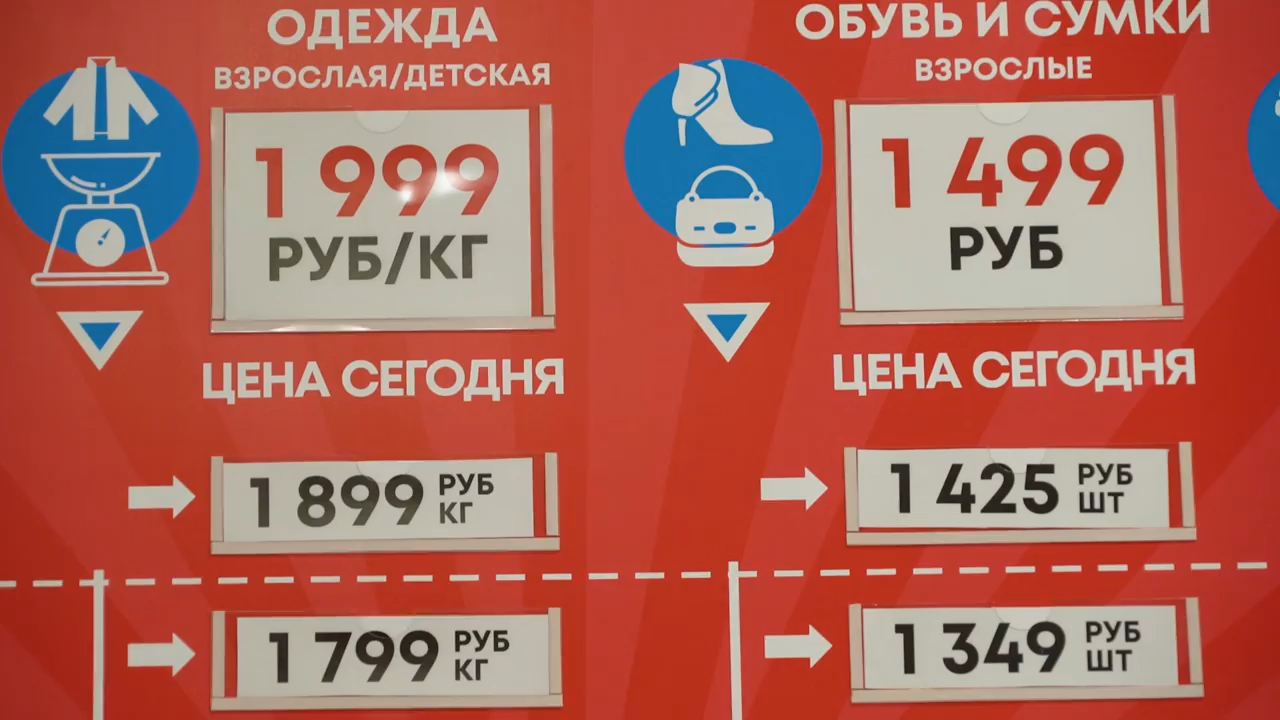 ОДЕЖДА
ВЗРОСЛАЯ/ДЕТСКАЯ
1 999
РУБ/КГ
ЦЕНА СЕГОДНЯ
1 899 РУБ
КГ
1 799 РУБ
КГ
ОБУВЬ И СУМКИ
ВЗРОСЛЫЕ
1 499
РУБ
ЦЕНА СЕГОДНЯ
1 425 РУБ
ШТ
1 349 РУБ
ШТ